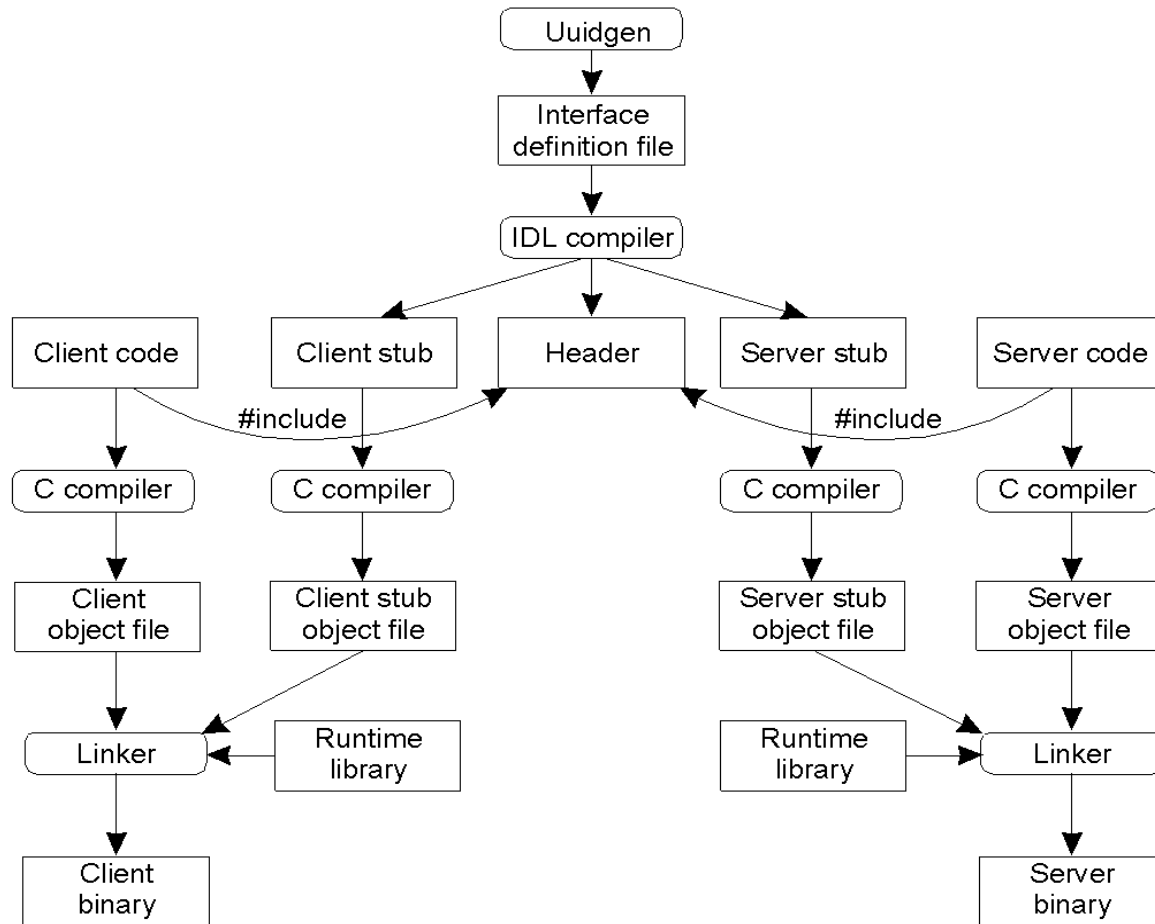 Uuidgen
Interface
definition file
IDL compiler
Client code
Client stub
Header
Server stub
Server code
#include
#include
C compiler
C compiler
C compiler
C compiler
Client
object file
Client stub
object file
Server stub
object file
Server
object file
Linker
Runtime
library
Runtime
library
Linker
Client
binary
Server
binary